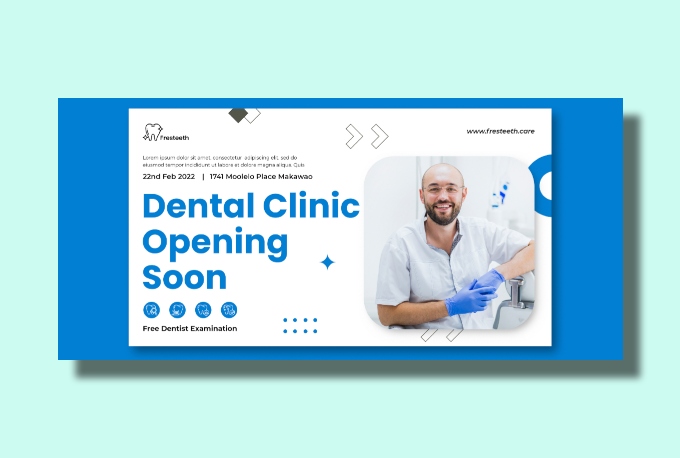 fresteeth
www.fresteeth.care
Lorem ipsum dolor sit amet, consectetur adipiscing elit, sed do
eiusmod tempor incididunt ut labore et dolore magna aliqua. Quis
22nd Feb 2022 | 1741 Mooleio Place Makawao
Dental Clinic
Opening
Soon
Free Dentist Examination